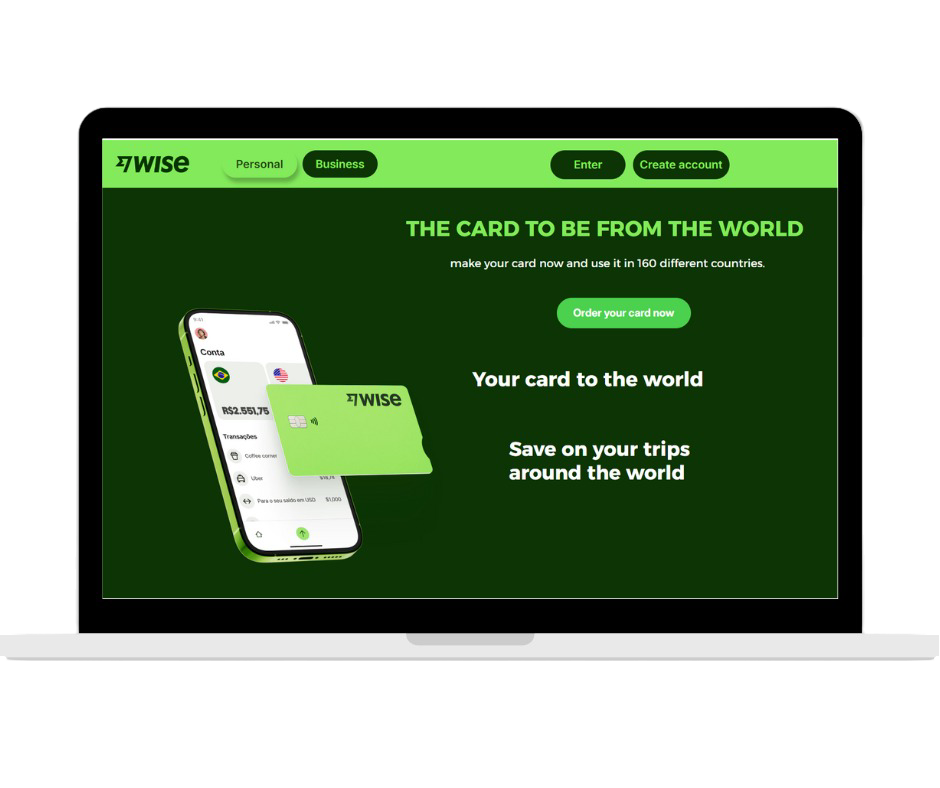 WISE
Personal
Business
Enter
Create account
THE CARD TO BE FROM THE WORLD
make your card now and use it in 160 different countries.
Order your card now
Your card to the world
Save on your trips
around the world
Conta
R$2.551,75
Transações
Coffee corner
Uber
Para o seu saldo em USD
$1,000
WISE